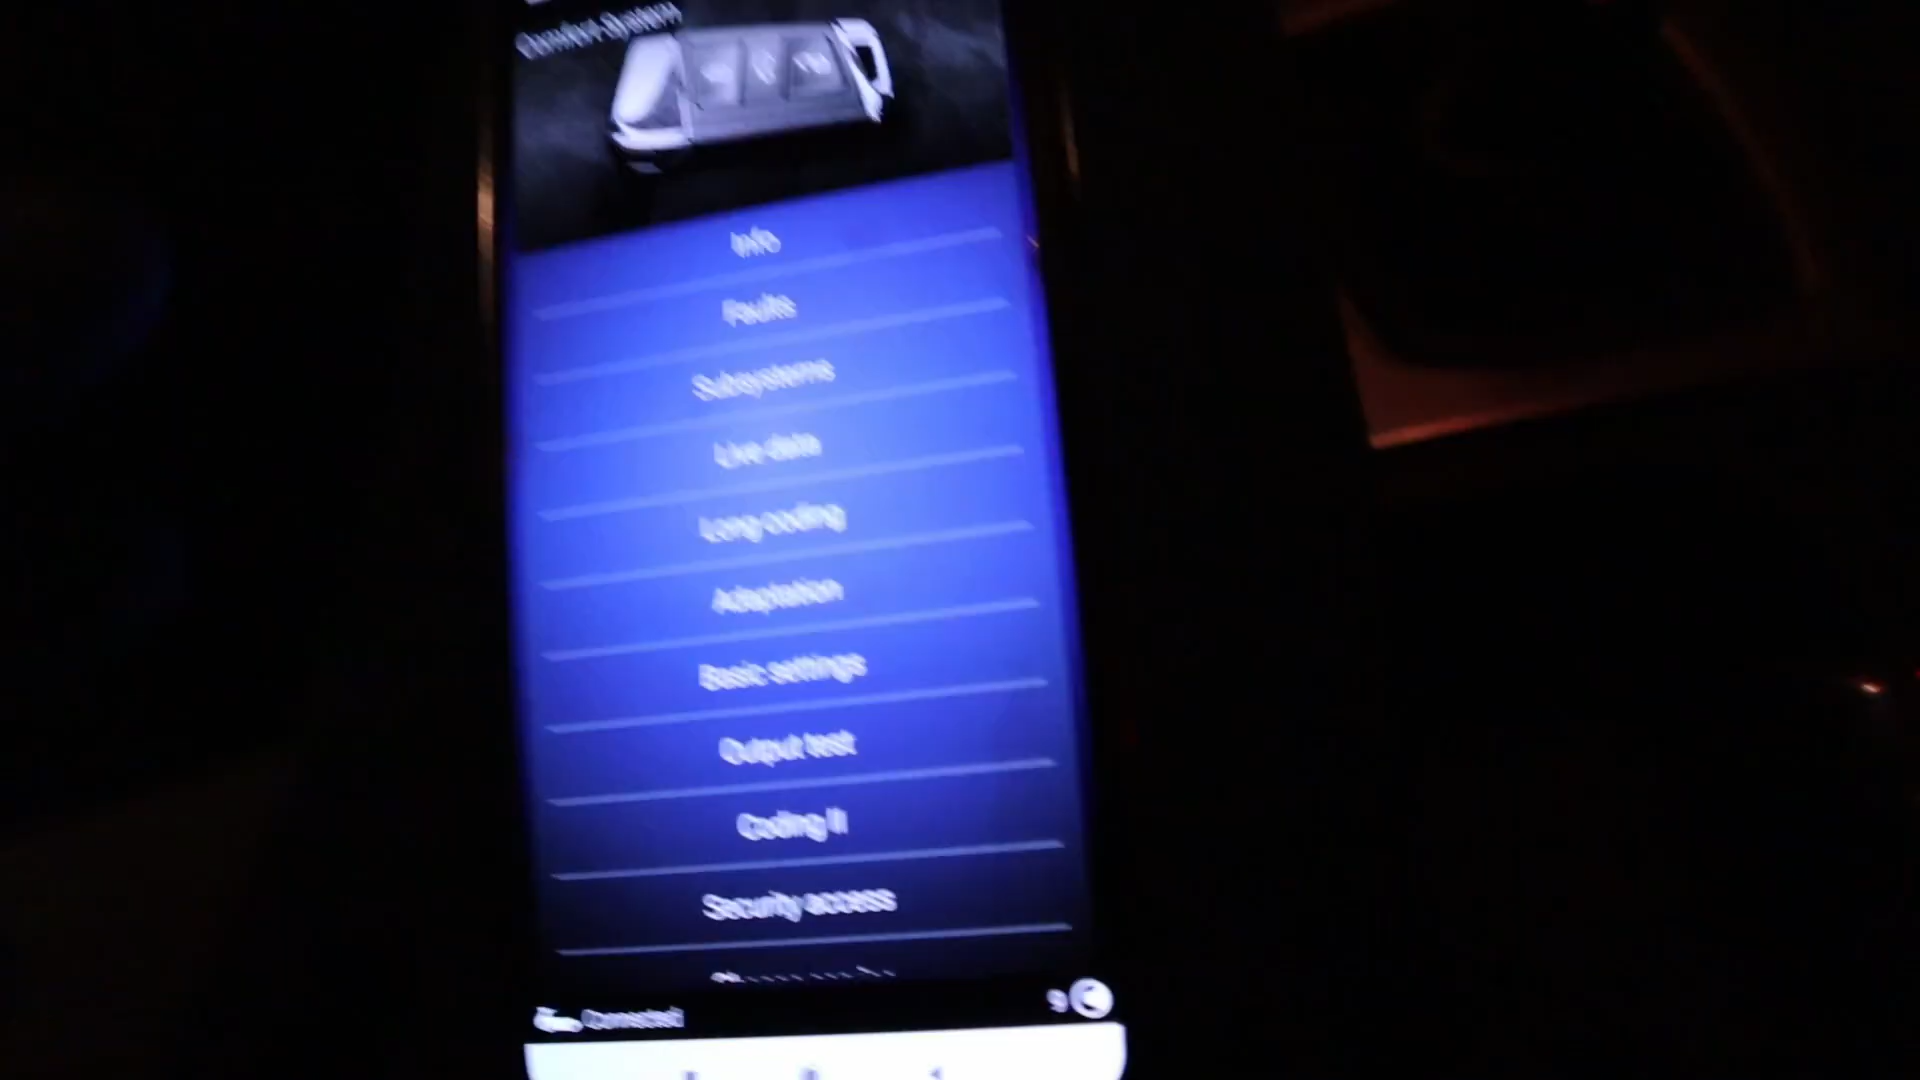 Comfort System
Info
Faults
Subsystems
Live data
Long coding
Adaptation
Basic settings
Output test
Coding II
Security access
Connected
9